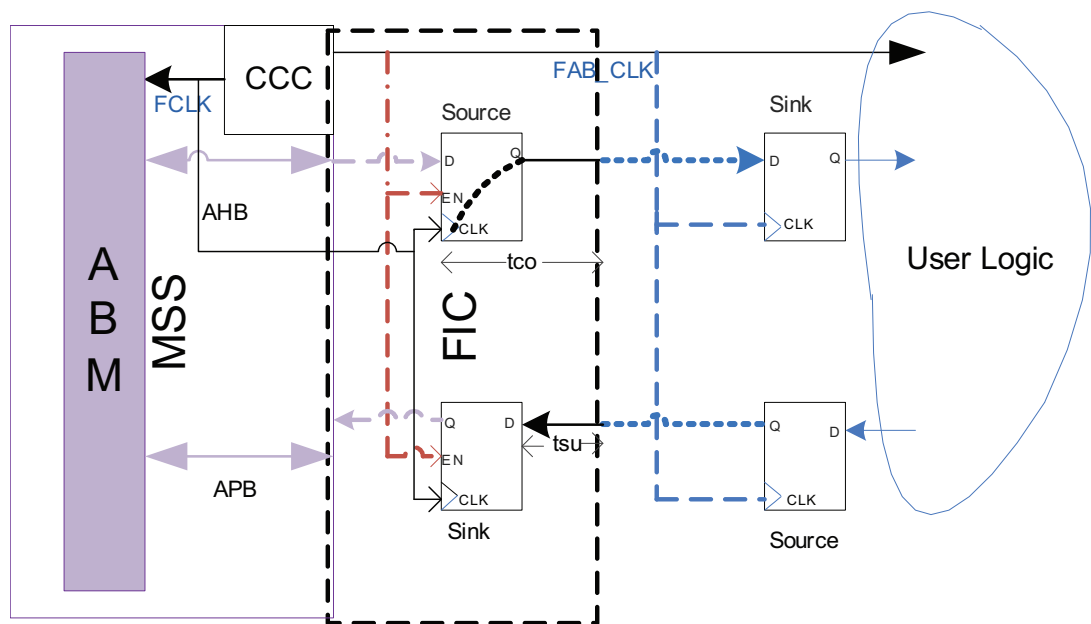 CCC
FCLK
FAB_CLK
Source
Sink
D
Q
EN
CLK
D
Q
CLK
AHB
tco
User Logic
ABM
MSS
FIC
Q
D
tsu
EN
CLK
Q
D
CLK
APB
Sink
Source